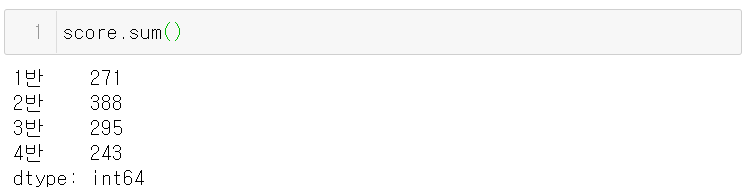 1 score.sum()
1반 271
2반 388
3반 295
4반 243
dtype: int64